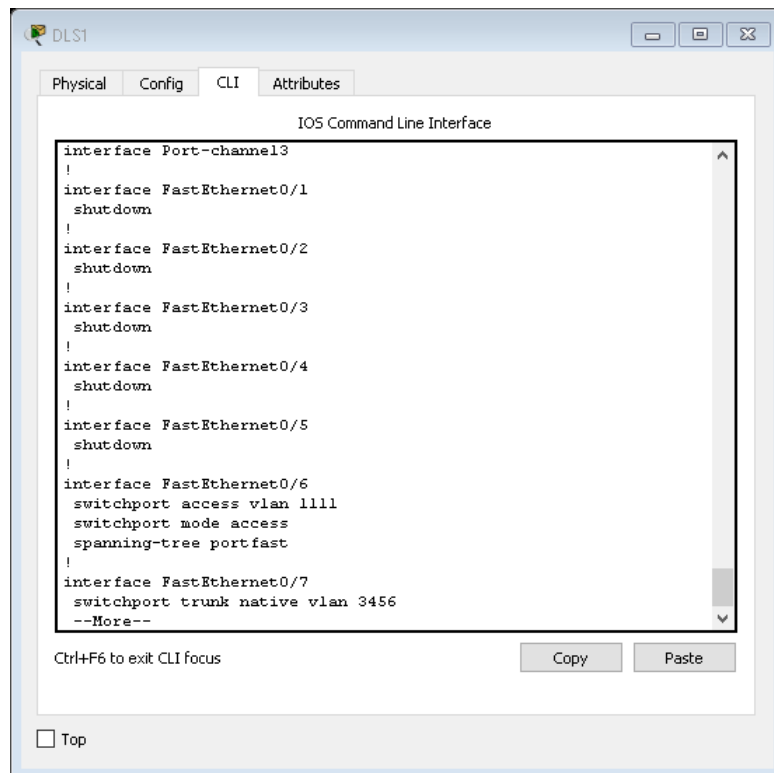 DLS1
Physical Config CLI Attributes
IOS Command Line Interface
interface Port-channel3
!
interface FastEthernet0/1
shutdown
!
interface FastEthernet0/2
shutdown
!
interface FastEthernet0/3
shutdown
!
interface FastEthernet0/4
shutdown
!
interface FastEthernet0/5
shutdown
!
interface FastEthernet0/6
switchport access vlan 1111
switchport mode access
spanning-tree portfast
!
interface FastEthernet0/7
switchport trunk native vlan 3456
--More--
Ctrl+F6 to exit CLI focus
Copy Paste
Top